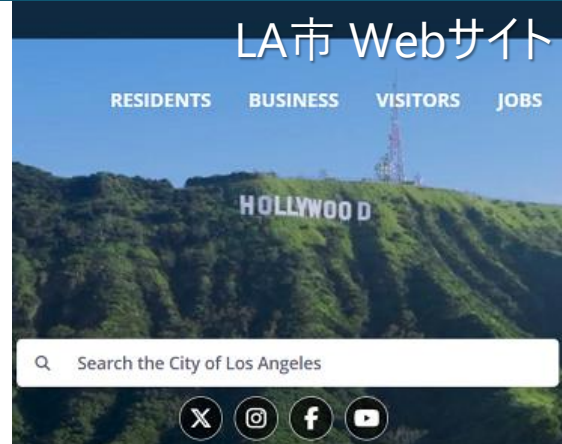 LA市 Webサイト
RESIDENTS BUSINESS VISITORS JOBS
HOLLYWOOD
Search the City of Los Angeles